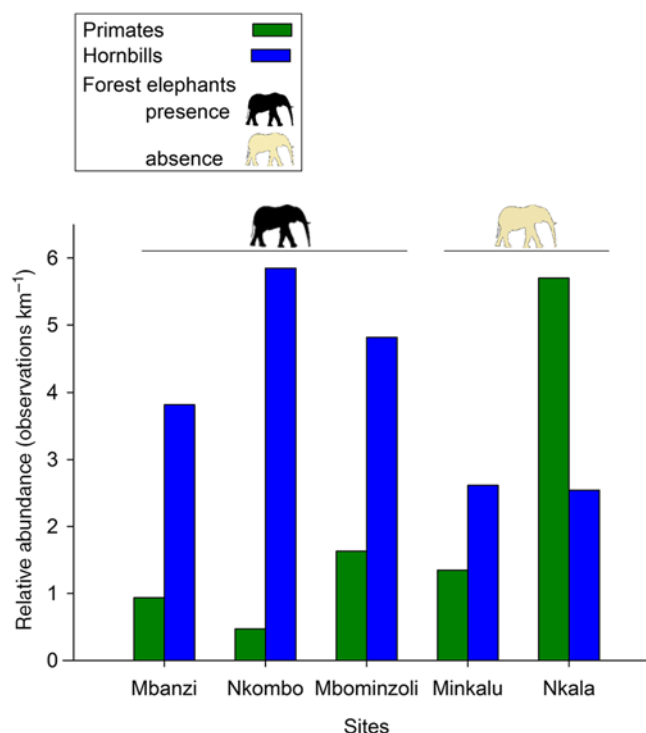 Primates
Hornbills
Forest elephants
presence
absence
Relative abundance (observations km⁻¹)
6
5
4
3
2
1
0
Mbanzi Nkombo Mbominzoli Minkalu Nkala
Sites